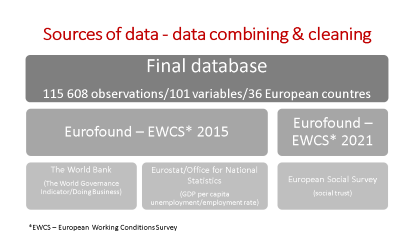 Sources of data - data combining & cleaning
Final database
115 608 observations/101 variables/36 European countres
Eurofound – EWCS* 2015
Eurofound –
EWCS* 2021
The World Bank
(The World Governance
Indicator/Doing Business)
Eurostat/Office for National
Statistics
(GDP per capita
unemployment/employment rate)
European Social Survey
(social trust)
*EWCS – European Working Conditions Survey